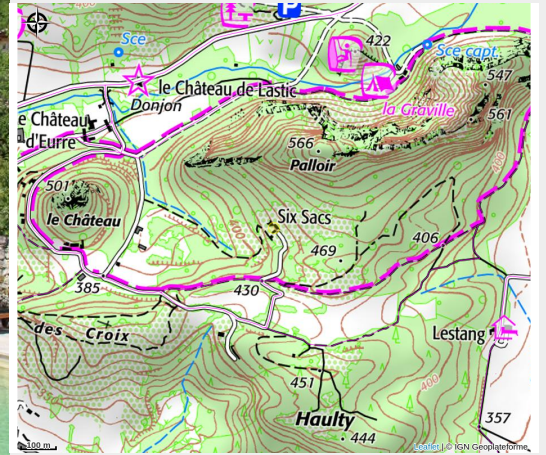 P
422
Sce
Sce capt.
547
le Château de Lastic
Donjon
la Graville
561
e Château
d'Eurre
566
Palloir
400
501
le Château
Six Sacs
400
469
406
385
430
des Croix
Lestang
451
400
357
Haulty
444
100 m
Leaflet | © IGN Geoplateforme